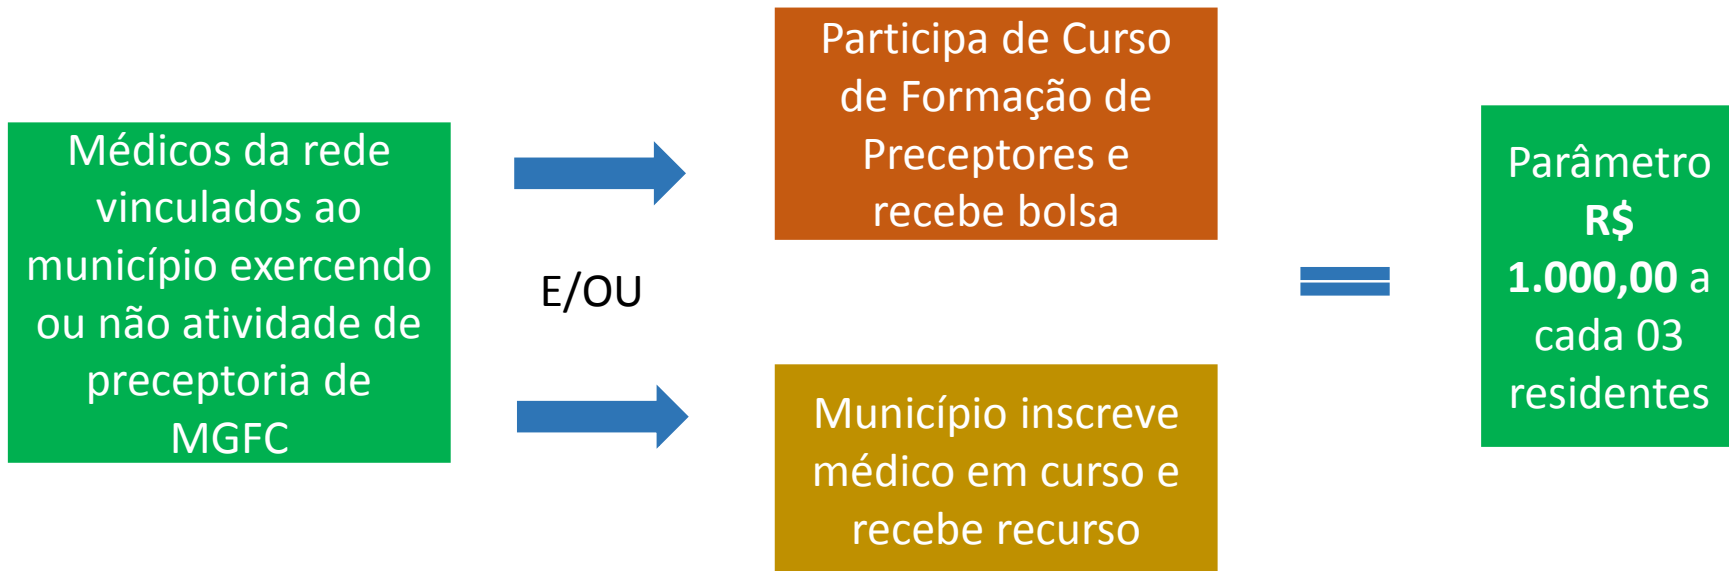 Médicos da rede
vinculados ao
município exercendo
ou não atividade de
preceptoria de
MGFC
Participa de Curso
de Formação de
Preceptores e
recebe bolsa
E/OU
Município inscreve
médico em curso e
recebe recurso
Parâmetro
R$
1.000,00 a
cada 03
residentes